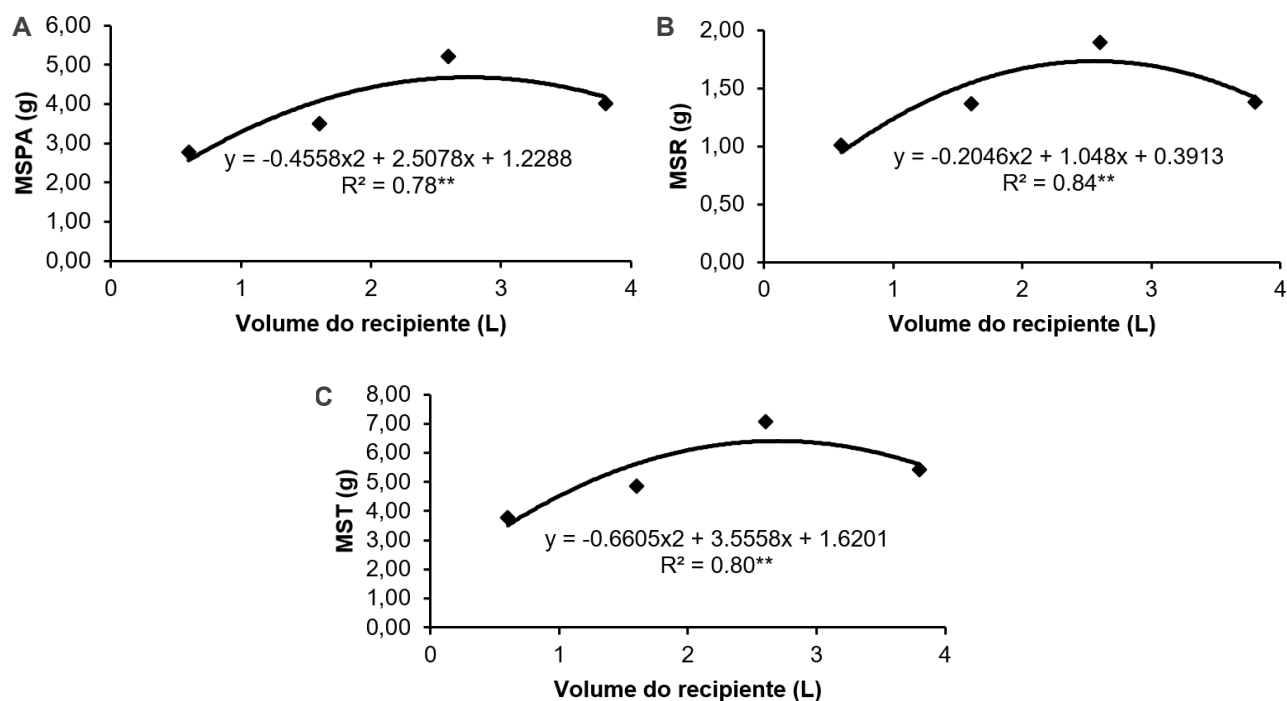 A
MSPA (g)
6,00
5,00
4,00
3,00
2,00
1,00
0,00
y = -0.4558x2 + 2.5078x + 1.2288
R² = 0.78**
0 1 2 3 4
Volume do recipiente (L)
B
MSR (g)
2,00
1,50
1,00
0,50
0,00
y = -0.2046x2 + 1.048x + 0.3913
R² = 0.84**
0 1 2 3 4
Volume do recipiente (L)
C
MST (g)
8,00
7,00
6,00
5,00
4,00
3,00
2,00
1,00
0,00
y = -0.6605x2 + 3.5558x + 1.6201
R² = 0.80**
0 1 2 3 4
Volume do recipiente (L)